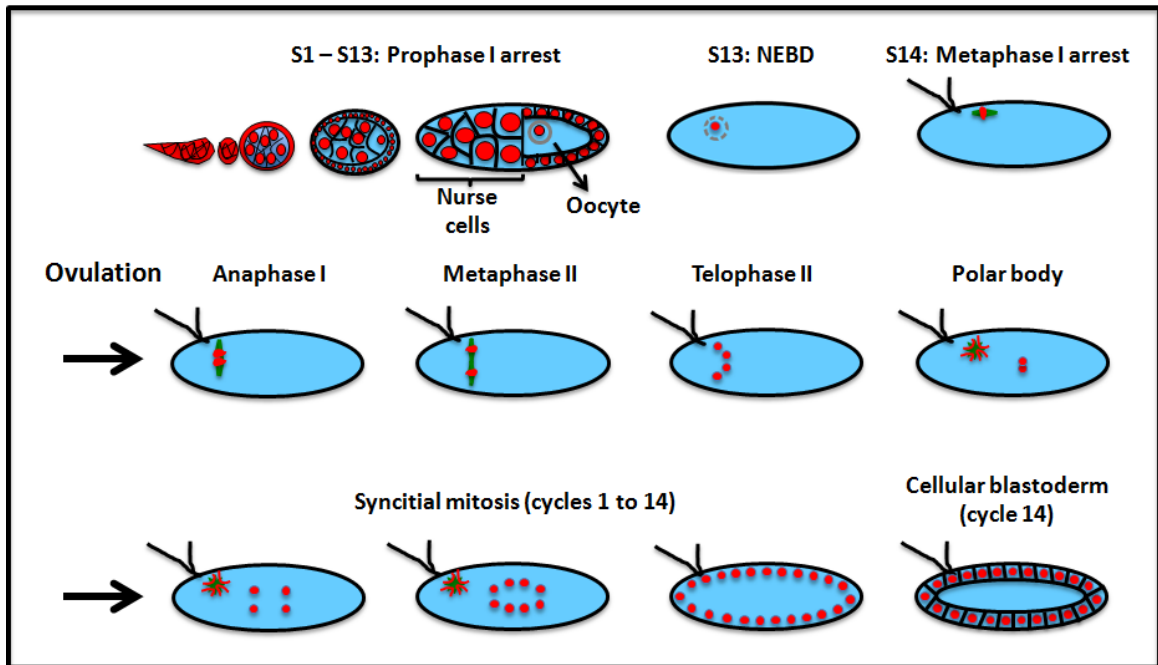 S1 – S13: Prophase I arrest
S13: NEBD
S14: Metaphase I arrest
Nurse
cells
Oocyte
Ovulation
Anaphase I
Metaphase II
Telophase II
Polar body
Syncitial mitosis (cycles 1 to 14)
Cellular blastoderm
(cycle 14)